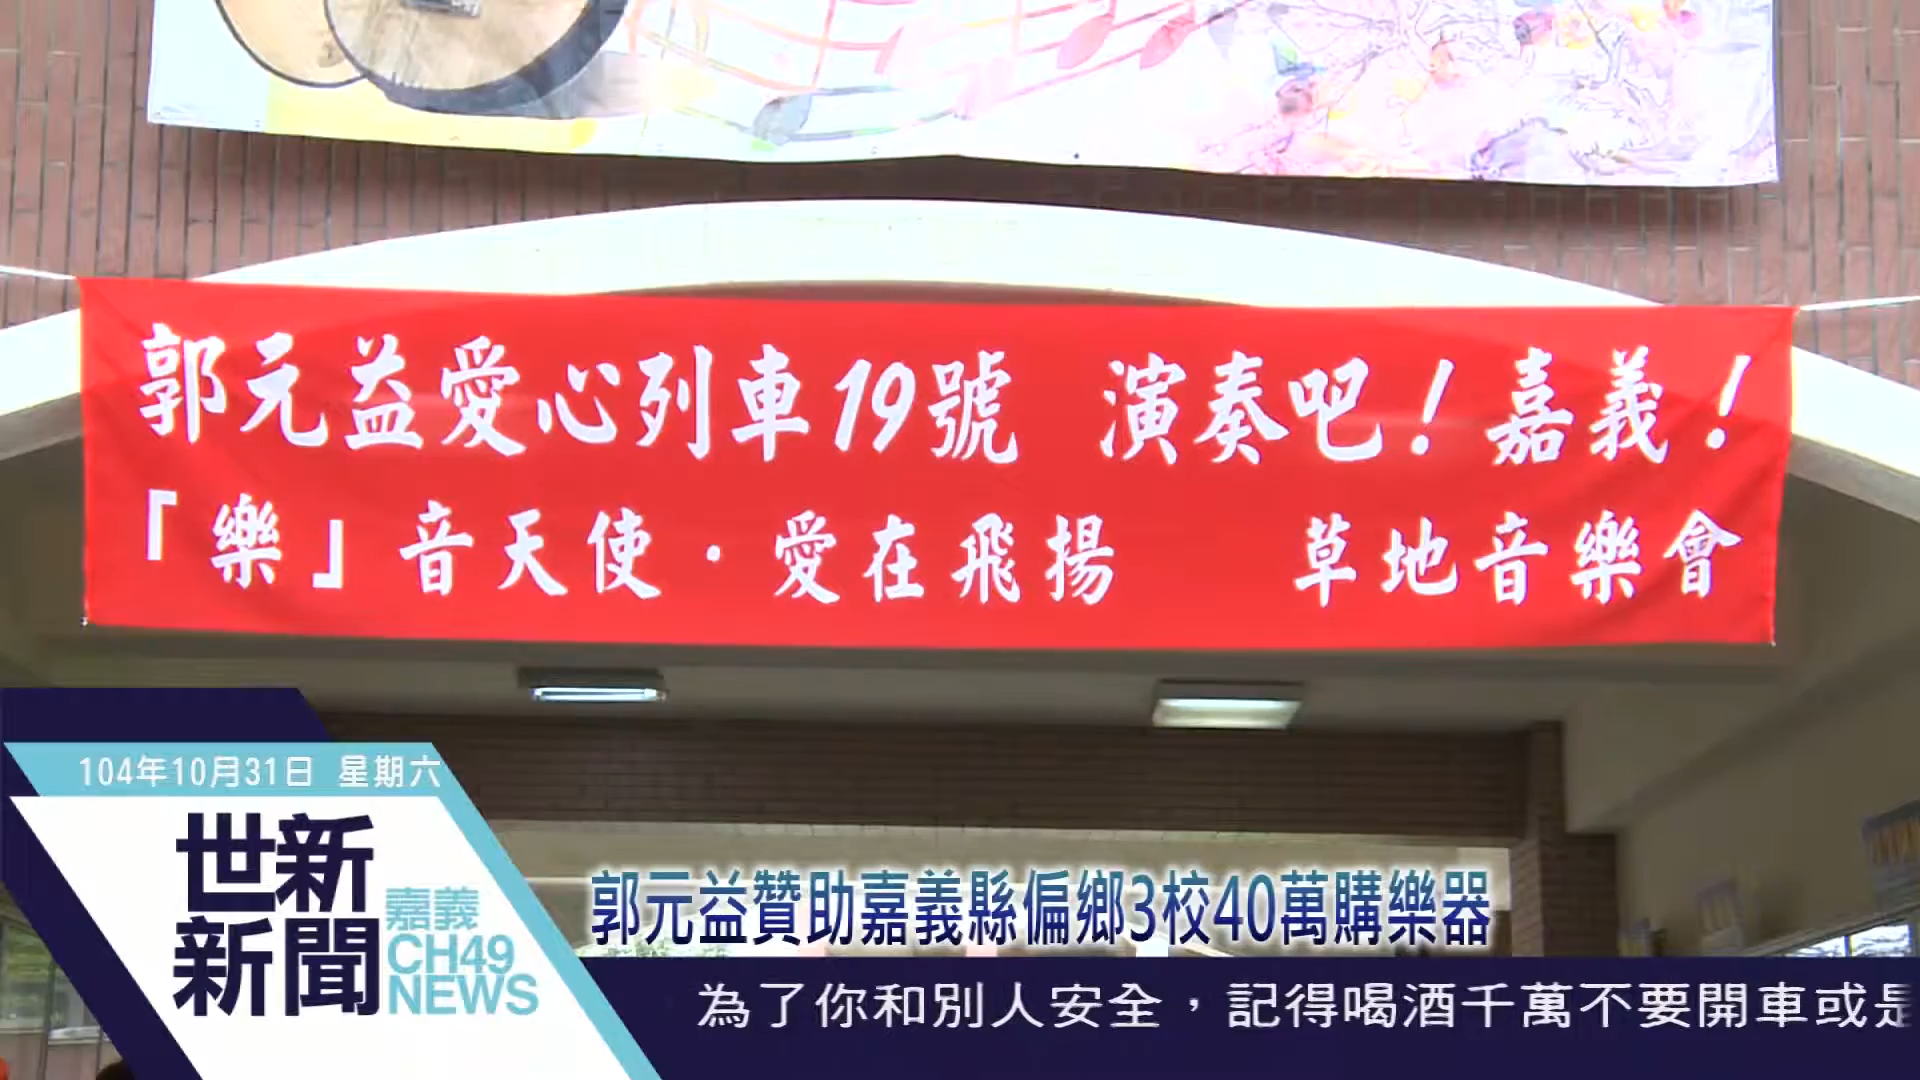 郭元益愛心列車19號 演奏吧！嘉義！
「樂」音天使·愛在飛揚 草地音樂會
104年10月31日 星期六
世新
新聞
嘉義
CH49
NEWS
郭元益贊助嘉義縣偏鄉3校40萬購樂器
為了你和別人安全，記得喝酒千萬不要開車或是